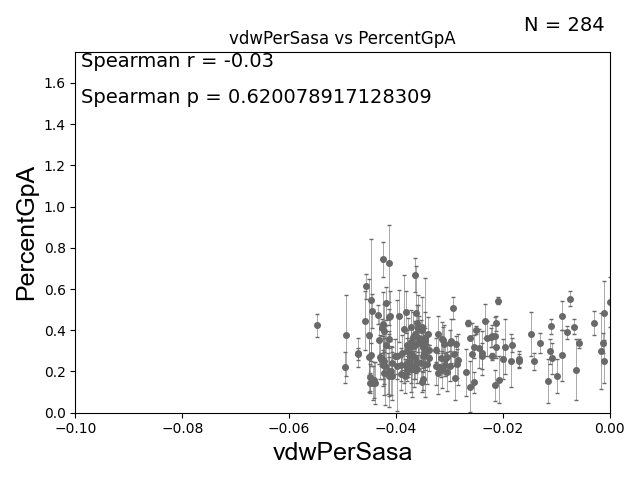 N = 284
vdwPerSasa vs PercentGpA
Spearman r = -0.03
Spearman p = 0.620078917128309
PercentGpA
1.6
1.4
1.2
1.0
0.8
0.6
0.4
0.2
0.0
−0.10
−0.08
−0.06
−0.04
−0.02
0.00
vdwPerSasa